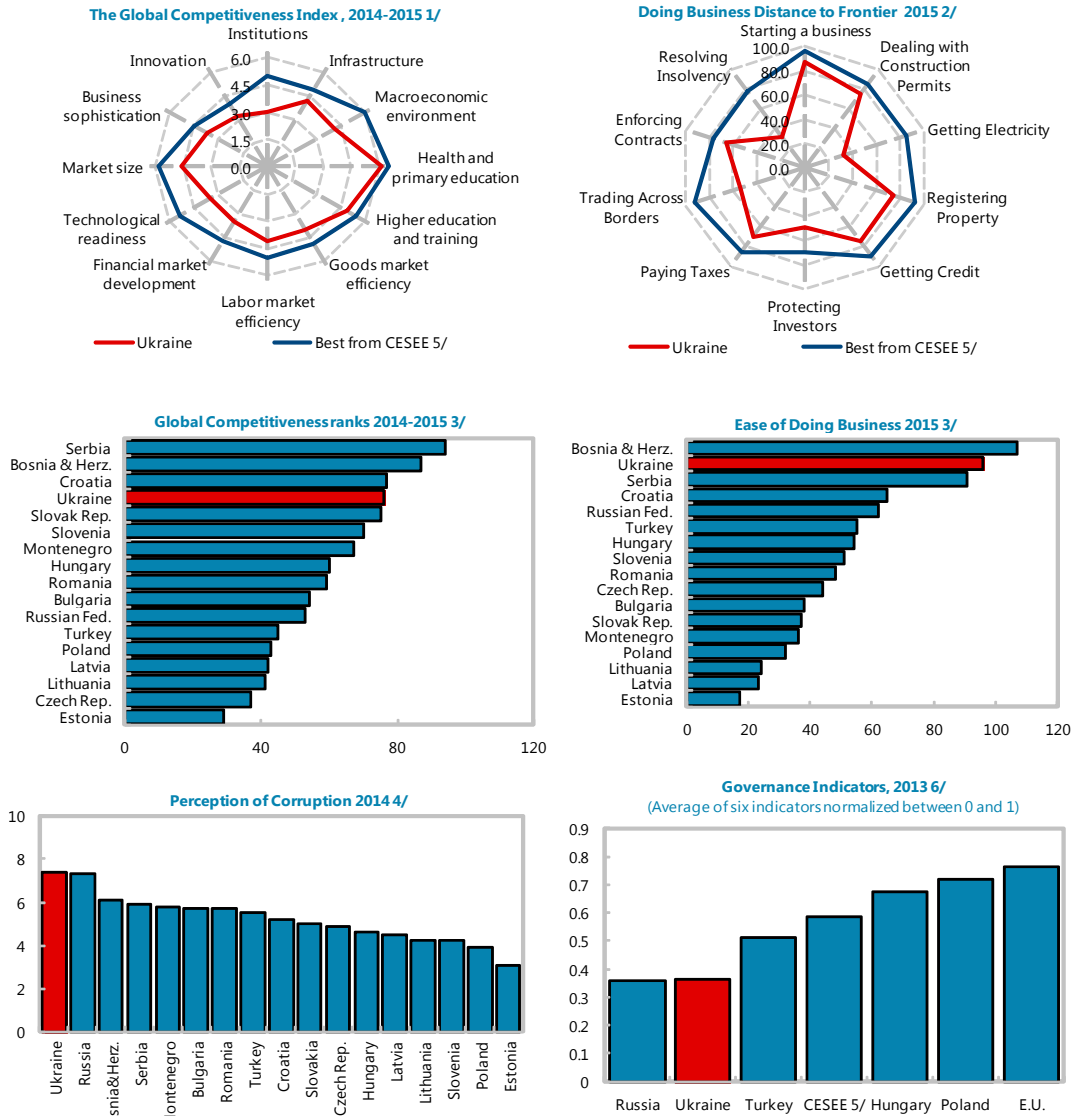 The Global Competitiveness Index , 2014-2015 1/
Institutions
Infrastructure
Macroeconomic
environment
Health and
primary education
Higher education
and training
Goods market
efficiency
Labor market
efficiency
Financial market
development
Technological
readiness
Market size
Business
sophistication
Innovation
6.0
4.5
3.0
1.5
0.0
Ukraine
Best from CESEE 5/
Doing Business Distance to Frontier 2015 2/
Starting a business
Dealing with
Construction
Permits
Getting Electricity
Registering
Property
Getting Credit
Protecting
Investors
Paying Taxes
Trading Across
Borders
Enforcing
Contracts
Resolving
Insolvency
100.0
80.0
60.0
40.0
20.0
0.0
Ukraine
Best from CESEE 5/
Global Competitiveness ranks 2014-2015 3/
Serbia
Bosnia & Herz.
Croatia
Ukraine
Slovak Rep.
Slovenia
Montenegro
Hungary
Romania
Bulgaria
Russian Fed.
Turkey
Poland
Latvia
Lithuania
Czech Rep.
Estonia
0 40 80 120
Ease of Doing Business 2015 3/
Bosnia & Herz.
Ukraine
Serbia
Croatia
Russian Fed.
Turkey
Hungary
Slovenia
Romania
Czech Rep.
Bulgaria
Slovak Rep.
Montenegro
Poland
Lithuania
Latvia
Estonia
0 20 40 60 80 100 120
Perception of Corruption 2014 4/
10
8
6
4
2
0
Ukraine
Russia
snia&Herz.
Serbia
lontenegro
Bulgaria
Romania
Turkey
Croatia
Slovakia
Czech Rep.
Hungary
Latvia
Lithuania
Slovenia
Poland
Estonia
Governance Indicators, 2013 6/
(Average of six indicators normalized between 0 and 1)
0.9
0.8
0.7
0.6
0.5
0.4
0.3
0.2
0.1
0
Russia Ukraine Turkey CESEE 5/ Hungary Poland E.U.